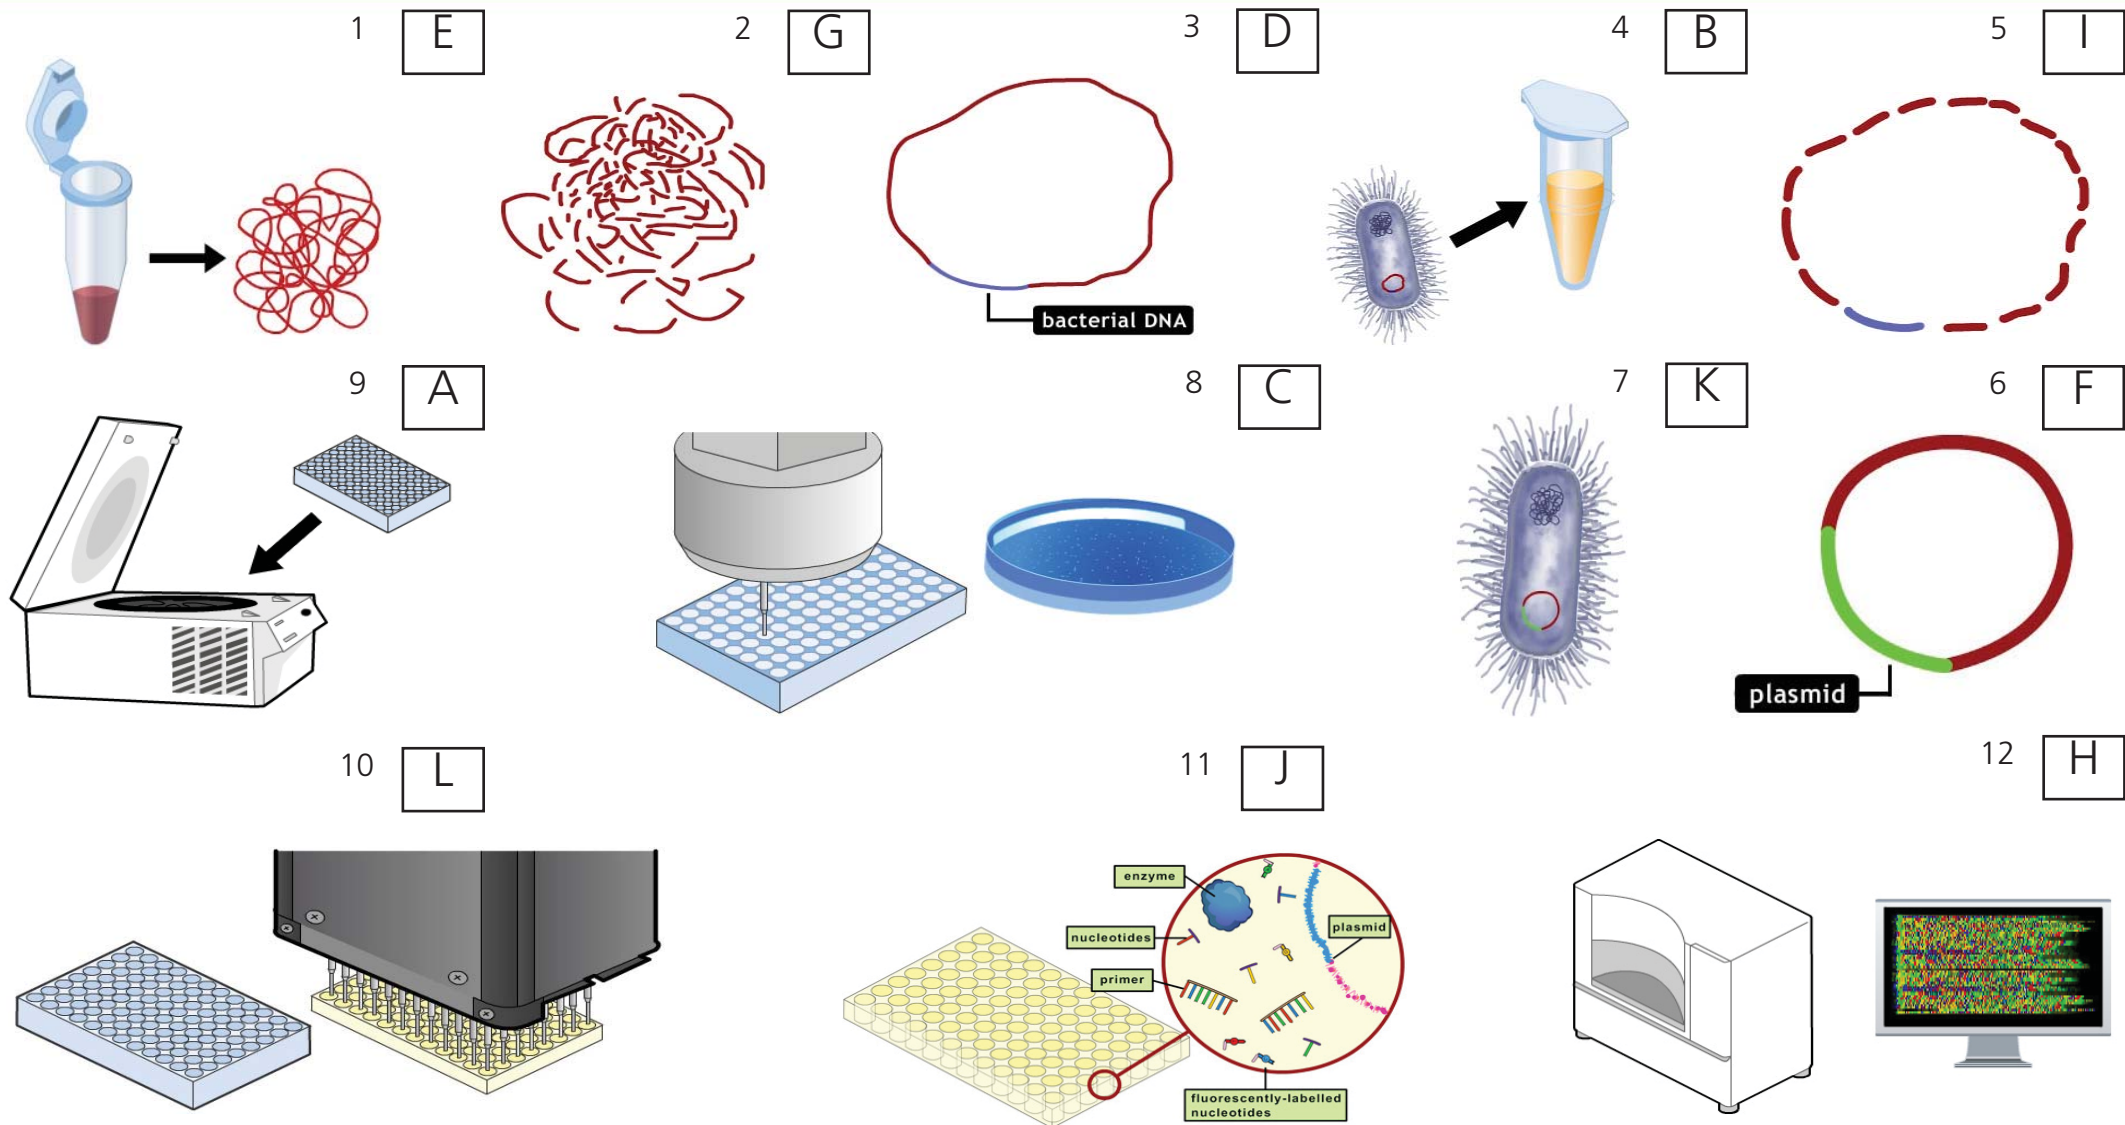 1 E
2 G
3 D
4 B
5 I
bacterial DNA
9 A
8 C
7 K
6 F
plasmid
10 L
11 J
12 H
enzyme
nucleotides
plasmid
primer
fluorescently-labelled
nucleotides